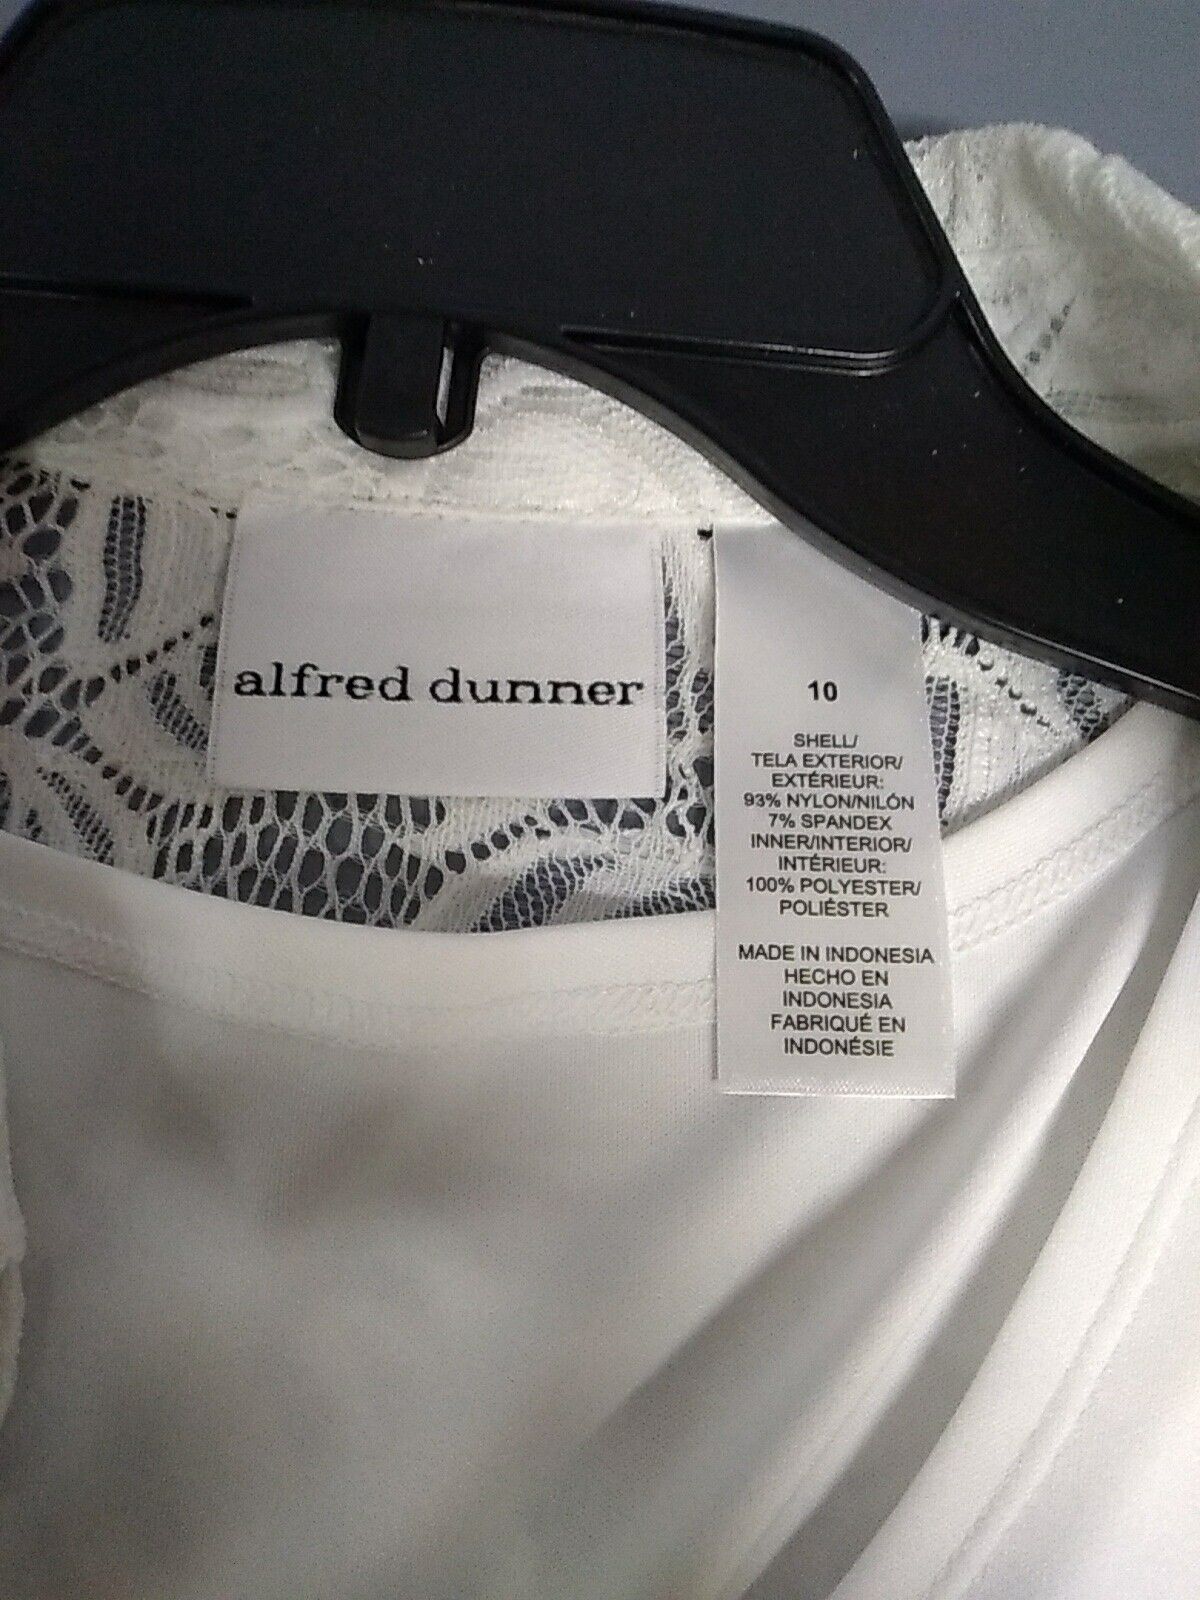 alfred dunner
10
SHELL/
TELA EXTERIOR/
EXTÉRIEUR:
93% NYLON/NILÓN
7% SPANDEX
INNER/INTERIOR/
INTÉRIEUR:
100% POLYESTER/
POLIÉSTER
MADE IN INDONESIA
HECHO EN
INDONESIA
FABRIQUÉ EN
INDONÉSIE